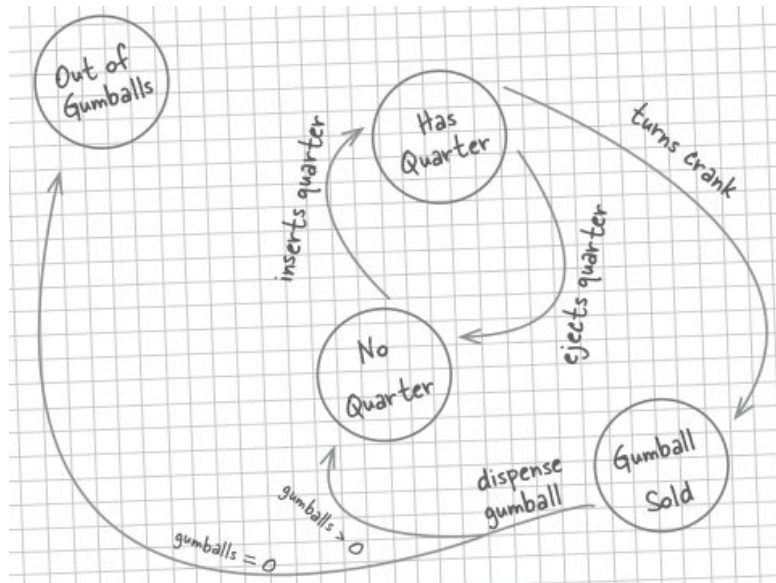 Out of
Gumballs
Has
Quarter
turns crank
inserts quarter
ejects quarter
No
Quarter
Gumball
Sold
dispense
gumball
gumballs > 0
gumballs = 0